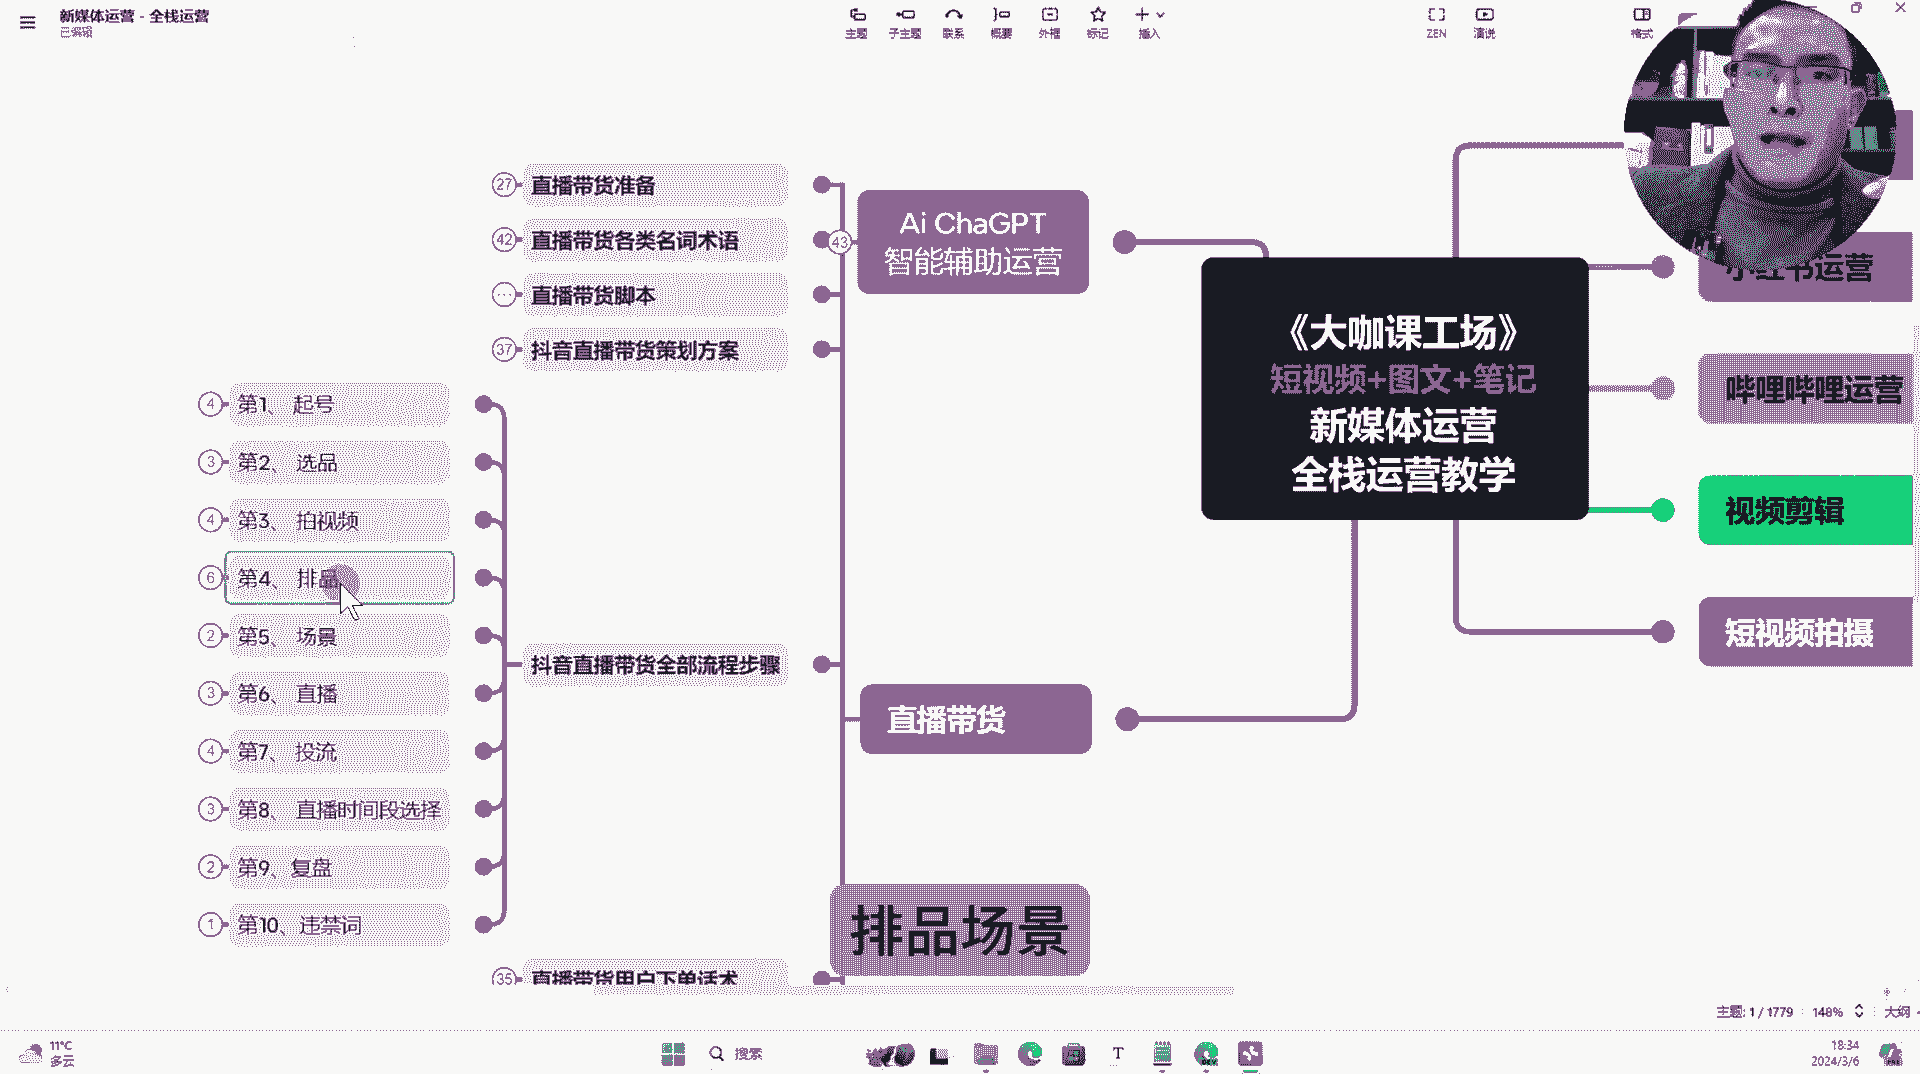 新媒体运营 - 全栈运营
已编辑
主题
子主题
联系
概要
外框
标记
插入
ZEN
演说
格式
27 直播带货准备
42 直播带货各类名词术语
直播带货脚本
37 抖音直播带货策划方案
4 第1、 起号
3 第2、 选品
4 第3、 拍视频
6 第4、 排品
2 第5、 场景
3 第6、 直播
4 第7、 投流
3 第8、 直播时间段选择
2 第9、复盘
1 第10、违禁词
抖音直播带货全部流程步骤
35 直播带货用户下单话术
43
Ai ChaGPT
智能辅助运营
直播带货
《大咖课工场》
短视频+图文+笔记
新媒体运营
全栈运营教学
小红书运营
哔哩哔哩运营
视频剪辑
短视频拍摄
排品场景
主题: 1 / 1779
148%
大纲
11°C
多云
搜索
18:34
2024/3/6